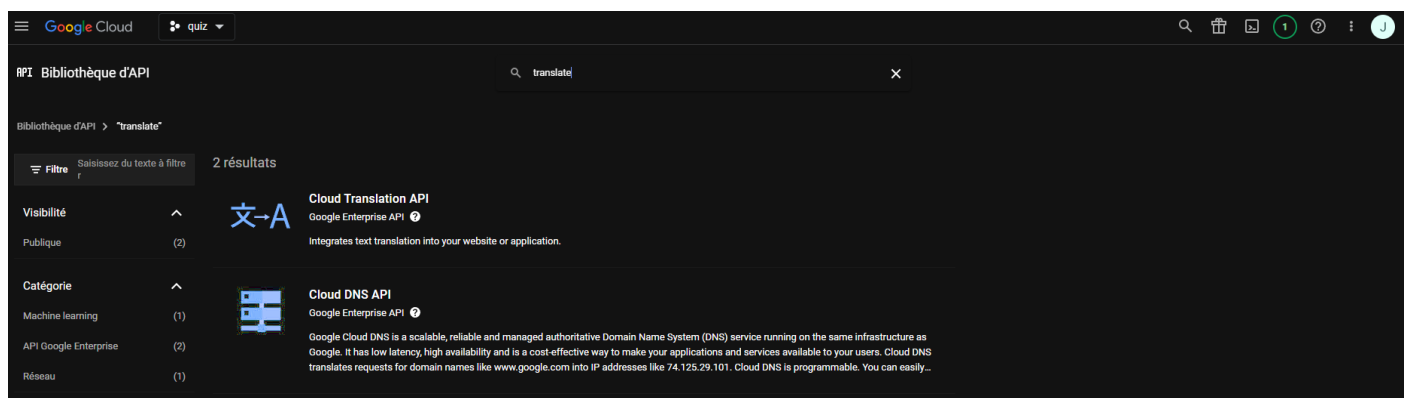 Google Cloud
quiz
1
J
API Bibliothèque d'API
translate
Bibliothèque d'API > "translate"
Filtre Saisissez du texte à filtre
r
2 résultats
Visibilité
Publique (2)
Catégorie
Machine learning (1)
API Google Enterprise (2)
Réseau (1)
文→A
Cloud Translation API
Google Enterprise API
Integrates text translation into your website or application.
Cloud DNS API
Google Enterprise API
Google Cloud DNS is a scalable, reliable and managed authoritative Domain Name System (DNS) service running on the same infrastructure as
Google. It has low latency, high availability and is a cost-effective way to make your applications and services available to your users. Cloud DNS
translates requests for domain names like www.google.com into IP addresses like 74.125.29.101. Cloud DNS is programmable. You can easily…